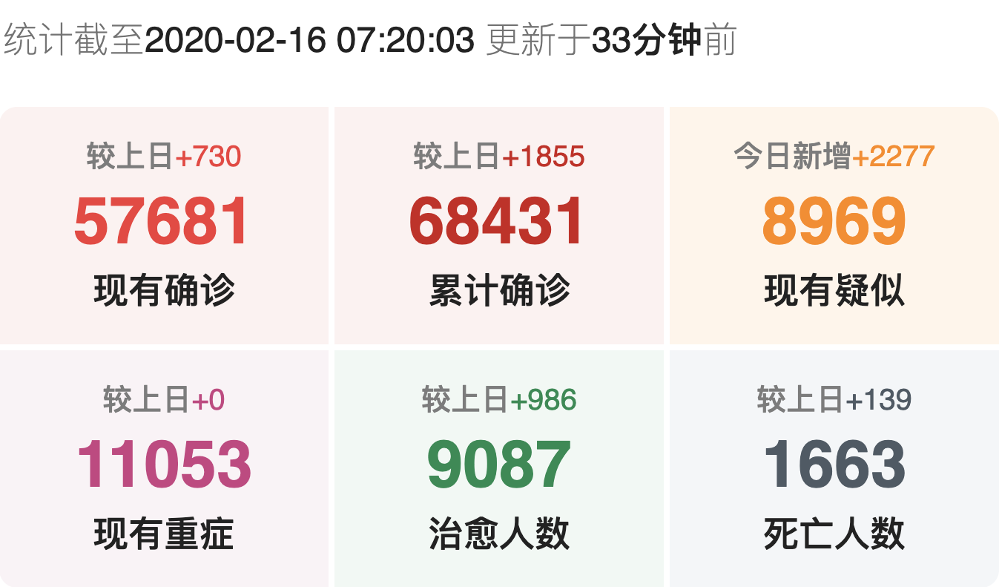 统计截至2020-02-16 07:20:03 更新于33分钟前
较上日+730
57681
现有确诊
较上日+1855
68431
累计确诊
今日新增+2277
8969
现有疑似
较上日+0
11053
现有重症
较上日+986
9087
治愈人数
较上日+139
1663
死亡人数